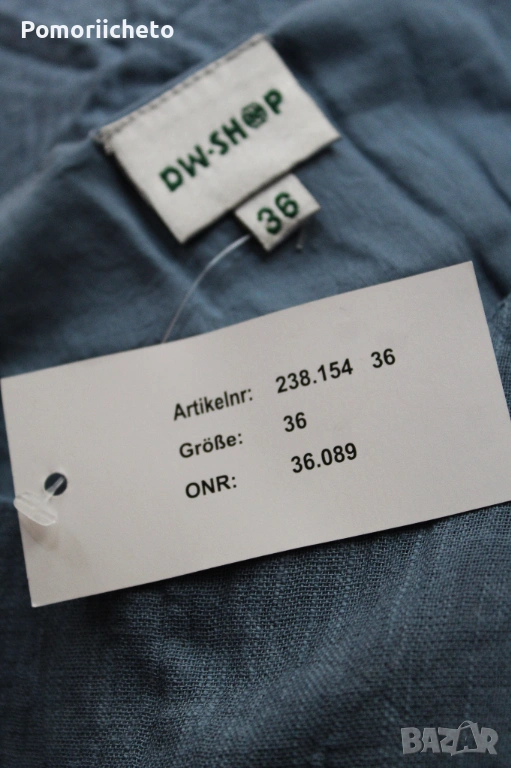 Pomoriicheto
DW-SHOP
36
Artikelnr: 238.154 36
Größe: 36
ONR: 36.089
BAZAR